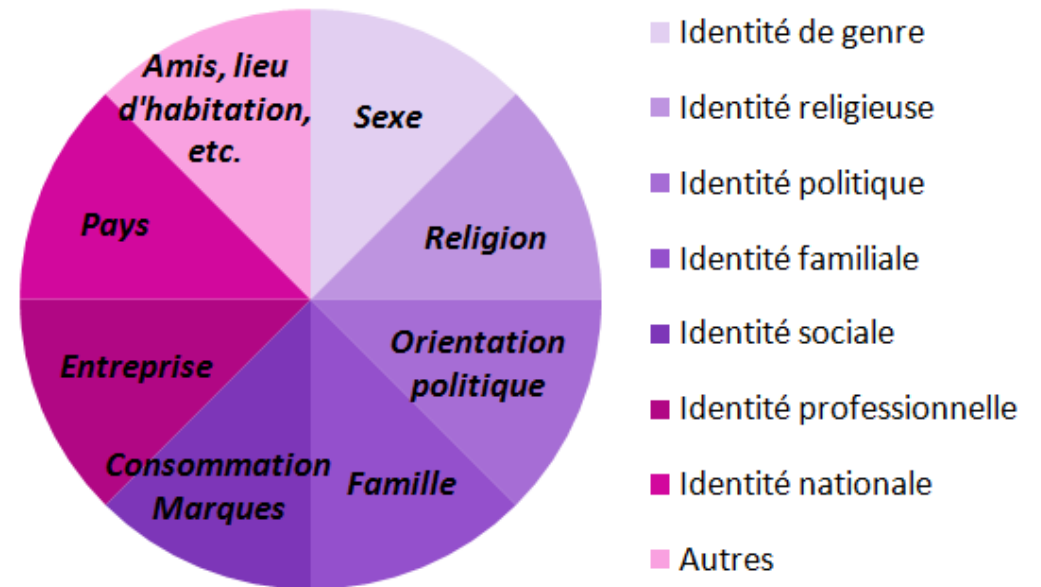 Amis, lieu
d'habitation,
etc.
Sexe
Pays
Religion
Entreprise
Orientation
politique
Consommation
Marques
Famille
Identité de genre
Identité religieuse
Identité politique
Identité familiale
Identité sociale
Identité professionnelle
Identité nationale
Autres